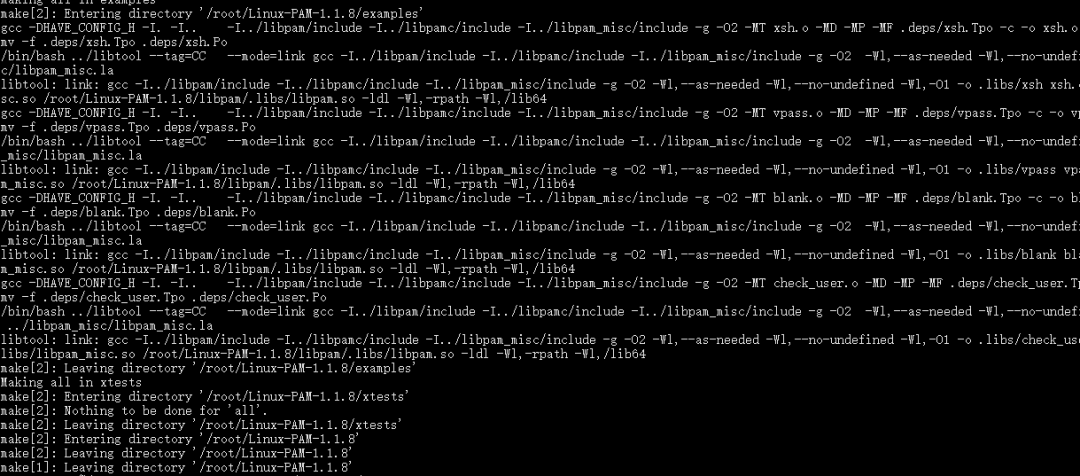 Making all in examples
make[2]: Entering directory '/root/Linux-PAM-1.1.8/examples'
gcc -DHAVE_CONFIG_H -I. -I.. -I../libpam/include -I../libpamc/include -I../libpam_misc/include -g -O2 -MT xsh.o -MD -MP -MF .deps/xsh.Tpo -c -o xsh.o
mv -f .deps/xsh.Tpo .deps/xsh.Po
/bin/bash ../libtool --tag=CC --mode=link gcc -I../libpam/include -I../libpamc/include -I../libpam_misc/include -g -O2 -Wl,--as-needed -Wl,--no-undef
c/libpam_misc.la
libtool: link: gcc -I../libpam/include -I../libpamc/include -I../libpam_misc/include -g -O2 -Wl,--as-needed -Wl,--no-undefined -Wl,-O1 -o .libs/xsh xsh.
sc.so /root/Linux-PAM-1.1.8/libpam/.libs/libpam.so -ldl -Wl,-rpath -Wl,/lib64
gcc -DHAVE_CONFIG_H -I. -I.. -I../libpam/include -I../libpamc/include -I../libpam_misc/include -g -O2 -MT vpass.o -MD -MP -MF .deps/vpass.Tpo -c -o vp
mv -f .deps/vpass.Tpo .deps/vpass.Po
/bin/bash ../libtool --tag=CC --mode=link gcc -I../libpam/include -I../libpamc/include -I../libpam_misc/include -g -O2 -Wl,--as-needed -Wl,--no-undef
_misc/libpam_misc.la
libtool: link: gcc -I../libpam/include -I../libpamc/include -I../libpam_misc/include -g -O2 -Wl,--as-needed -Wl,--no-undefined -Wl,-O1 -o .libs/vpass vpa
m_misc.so /root/Linux-PAM-1.1.8/libpam/.libs/libpam.so -ldl -Wl,-rpath -Wl,/lib64
gcc -DHAVE_CONFIG_H -I. -I.. -I../libpam/include -I../libpamc/include -I../libpam_misc/include -g -O2 -MT blank.o -MD -MP -MF .deps/blank.Tpo -c -o bl
mv -f .deps/blank.Tpo .deps/blank.Po
/bin/bash ../libtool --tag=CC --mode=link gcc -I../libpam/include -I../libpamc/include -I../libpam_misc/include -g -O2 -Wl,--as-needed -Wl,--no-undef
_misc/libpam_misc.la
libtool: link: gcc -I../libpam/include -I../libpamc/include -I../libpam_misc/include -g -O2 -Wl,--as-needed -Wl,--no-undefined -Wl,-O1 -o .libs/blank bla
m_misc.so /root/Linux-PAM-1.1.8/libpam/.libs/libpam.so -ldl -Wl,-rpath -Wl,/lib64
gcc -DHAVE_CONFIG_H -I. -I.. -I../libpam/include -I../libpamc/include -I../libpam_misc/include -g -O2 -MT check_user.o -MD -MP -MF .deps/check_user.Tp
mv -f .deps/check_user.Tpo .deps/check_user.Po
/bin/bash ../libtool --tag=CC --mode=link gcc -I../libpam/include -I../libpamc/include -I../libpam_misc/include -g -O2 -Wl,--as-needed -Wl,--no-undef
../libpam_misc/libpam_misc.la
libtool: link: gcc -I../libpam/include -I../libpamc/include -I../libpam_misc/include -g -O2 -Wl,--as-needed -Wl,--no-undefined -Wl,-O1 -o .libs/check_us
libs/libpam_misc.so /root/Linux-PAM-1.1.8/libpam/.libs/libpam.so -ldl -Wl,-rpath -Wl,/lib64
make[2]: Leaving directory '/root/Linux-PAM-1.1.8/examples'
Making all in xtests
make[2]: Entering directory '/root/Linux-PAM-1.1.8/xtests'
make[2]: Nothing to be done for 'all'.
make[2]: Leaving directory '/root/Linux-PAM-1.1.8/xtests'
make[2]: Entering directory '/root/Linux-PAM-1.1.8'
make[2]: Leaving directory '/root/Linux-PAM-1.1.8'
make[1]: Leaving directory '/root/Linux-PAM-1.1.8'